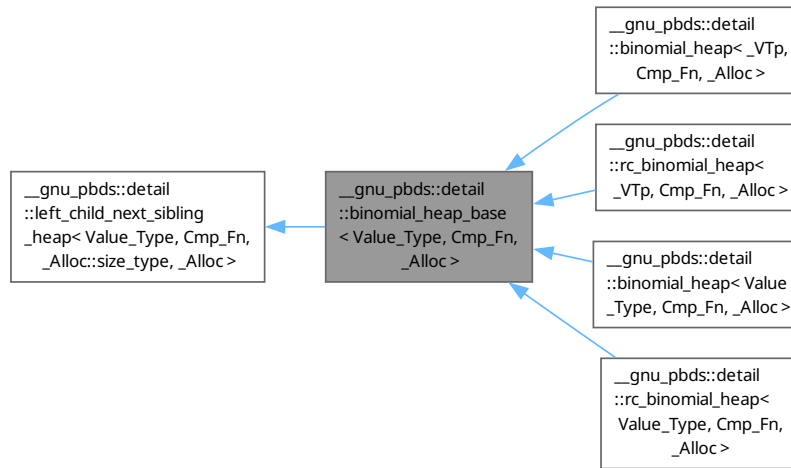 __gnu_pbds::detail
::left_child_next_sibling
_heap< Value_Type, Cmp_Fn,
_Alloc::size_type, _Alloc >
__gnu_pbds::detail
::binomial_heap_base
< Value_Type, Cmp_Fn,
_Alloc >
__gnu_pbds::detail
::binomial_heap< _VTp,
Cmp_Fn, _Alloc >
__gnu_pbds::detail
::rc_binomial_heap<
_VTp, Cmp_Fn, _Alloc >
__gnu_pbds::detail
::binomial_heap< Value
_Type, Cmp_Fn, _Alloc >
__gnu_pbds::detail
::rc_binomial_heap<
Value_Type, Cmp_Fn,
_Alloc >